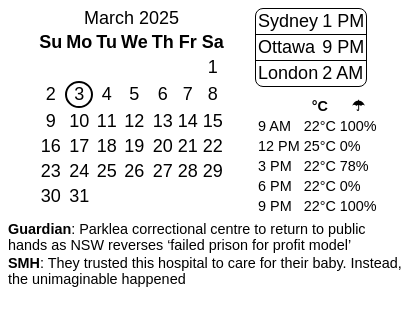 March 2025
Su Mo Tu We Th Fr Sa
1
2 3 4 5 6 7 8
9 10 11 12 13 14 15
16 17 18 19 20 21 22
23 24 25 26 27 28 29
30 31
Sydney 1 PM
Ottawa 9 PM
London 2 AM
°C ☂
9 AM 22°C 100%
12 PM 25°C 0%
3 PM 22°C 78%
6 PM 22°C 0%
9 PM 22°C 100%
Guardian: Parklea correctional centre to return to public
hands as NSW reverses ‘failed prison for profit model’
SMH: They trusted this hospital to care for their baby. Instead,
the unimaginable happened